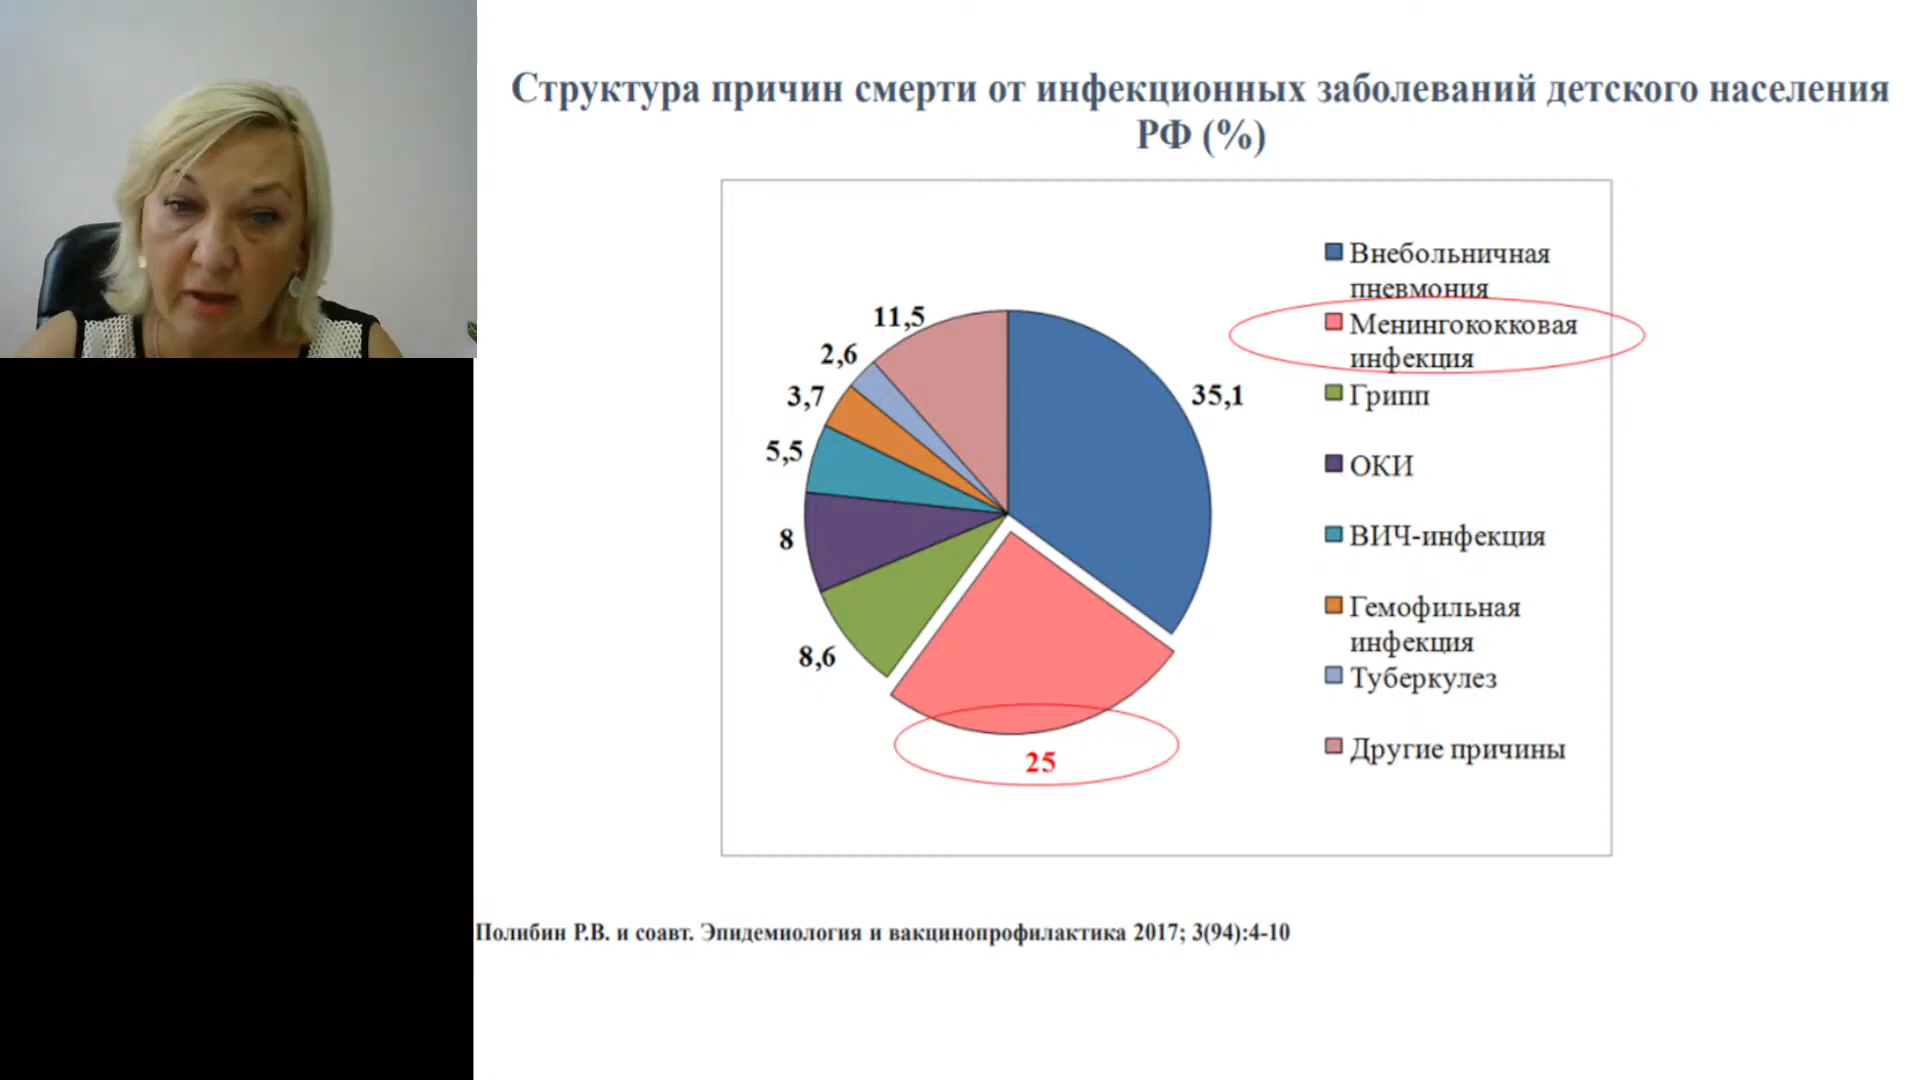 Структура причин смерти от инфекционных заболеваний детского населения
РФ (%)
11,5
2,6
3,7
5,5
8
8,6
25
35,1
Внебольничная
пневмония
Менингококковая
инфекция
Грипп
ОКИ
ВИЧ-инфекция
Гемофильная
инфекция
Туберкулез
Другие причины
Полибин Р.В. и соавт. Эпидемиология и вакцинопрофилактика 2017; 3(94):4-10